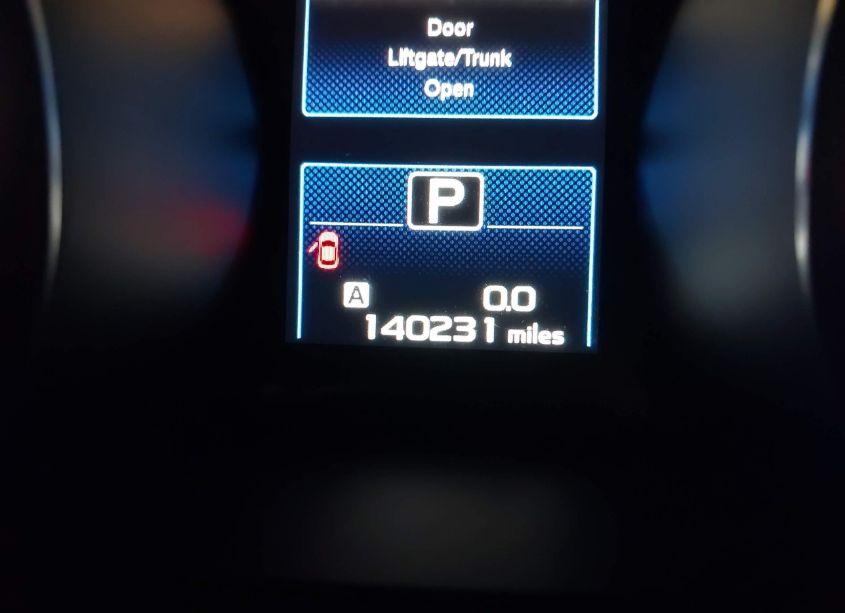 Door
Liftgate/Trunk
Open
P
A 0.0
140231 miles